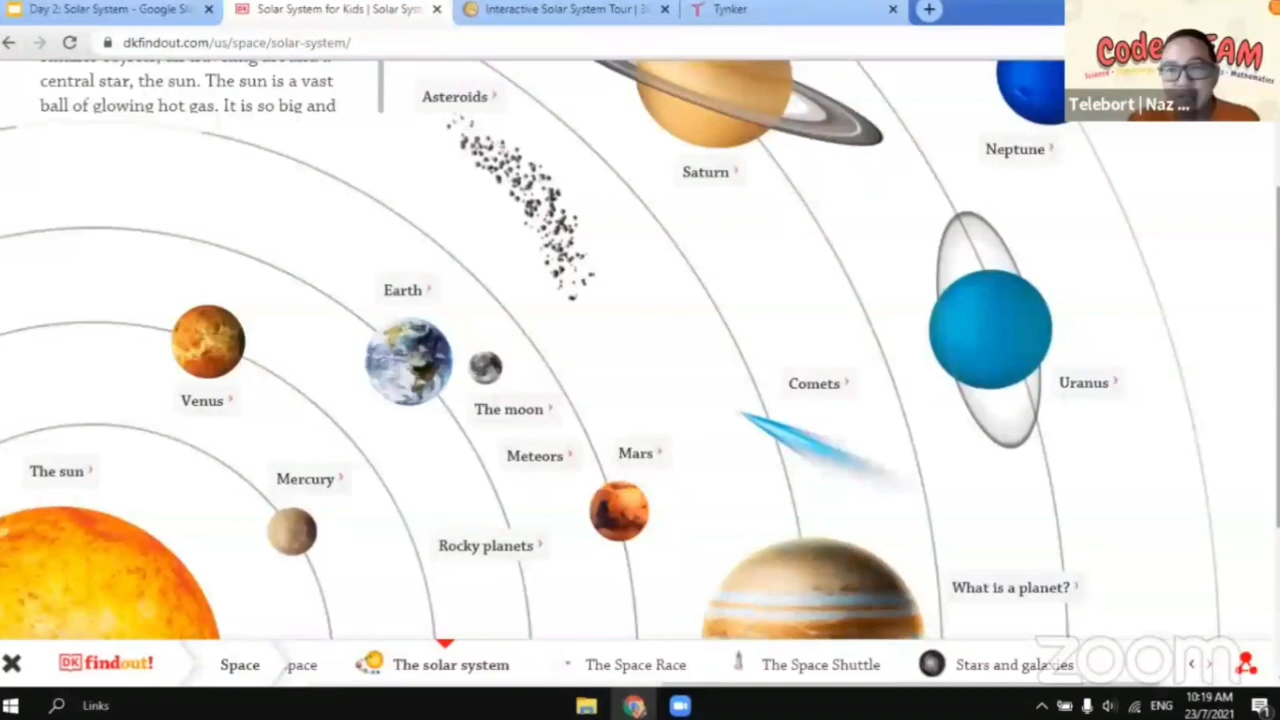 Day 2: Solar System - Google Sli
Solar System for Kids | Solar Sys
Interactive Solar System Tour | 3
Tynker
dkfindout.com/us/space/solar-system/
central star, the sun. The sun is a vast
ball of glowing hot gas. It is so big and
Asteroids
Saturn
Neptune
Code
AM
Mathematics
Telebort | Naz ...
Earth
Venus
The moon
Comets
Uranus
Meteors
Mars
The sun
Mercury
Rocky planets
What is a planet?
DK findout!
Space
pace
The solar system
The Space Race
The Space Shuttle
Stars and galaxies
zoom
Links
ENG
10:19 AM
23/7/2021